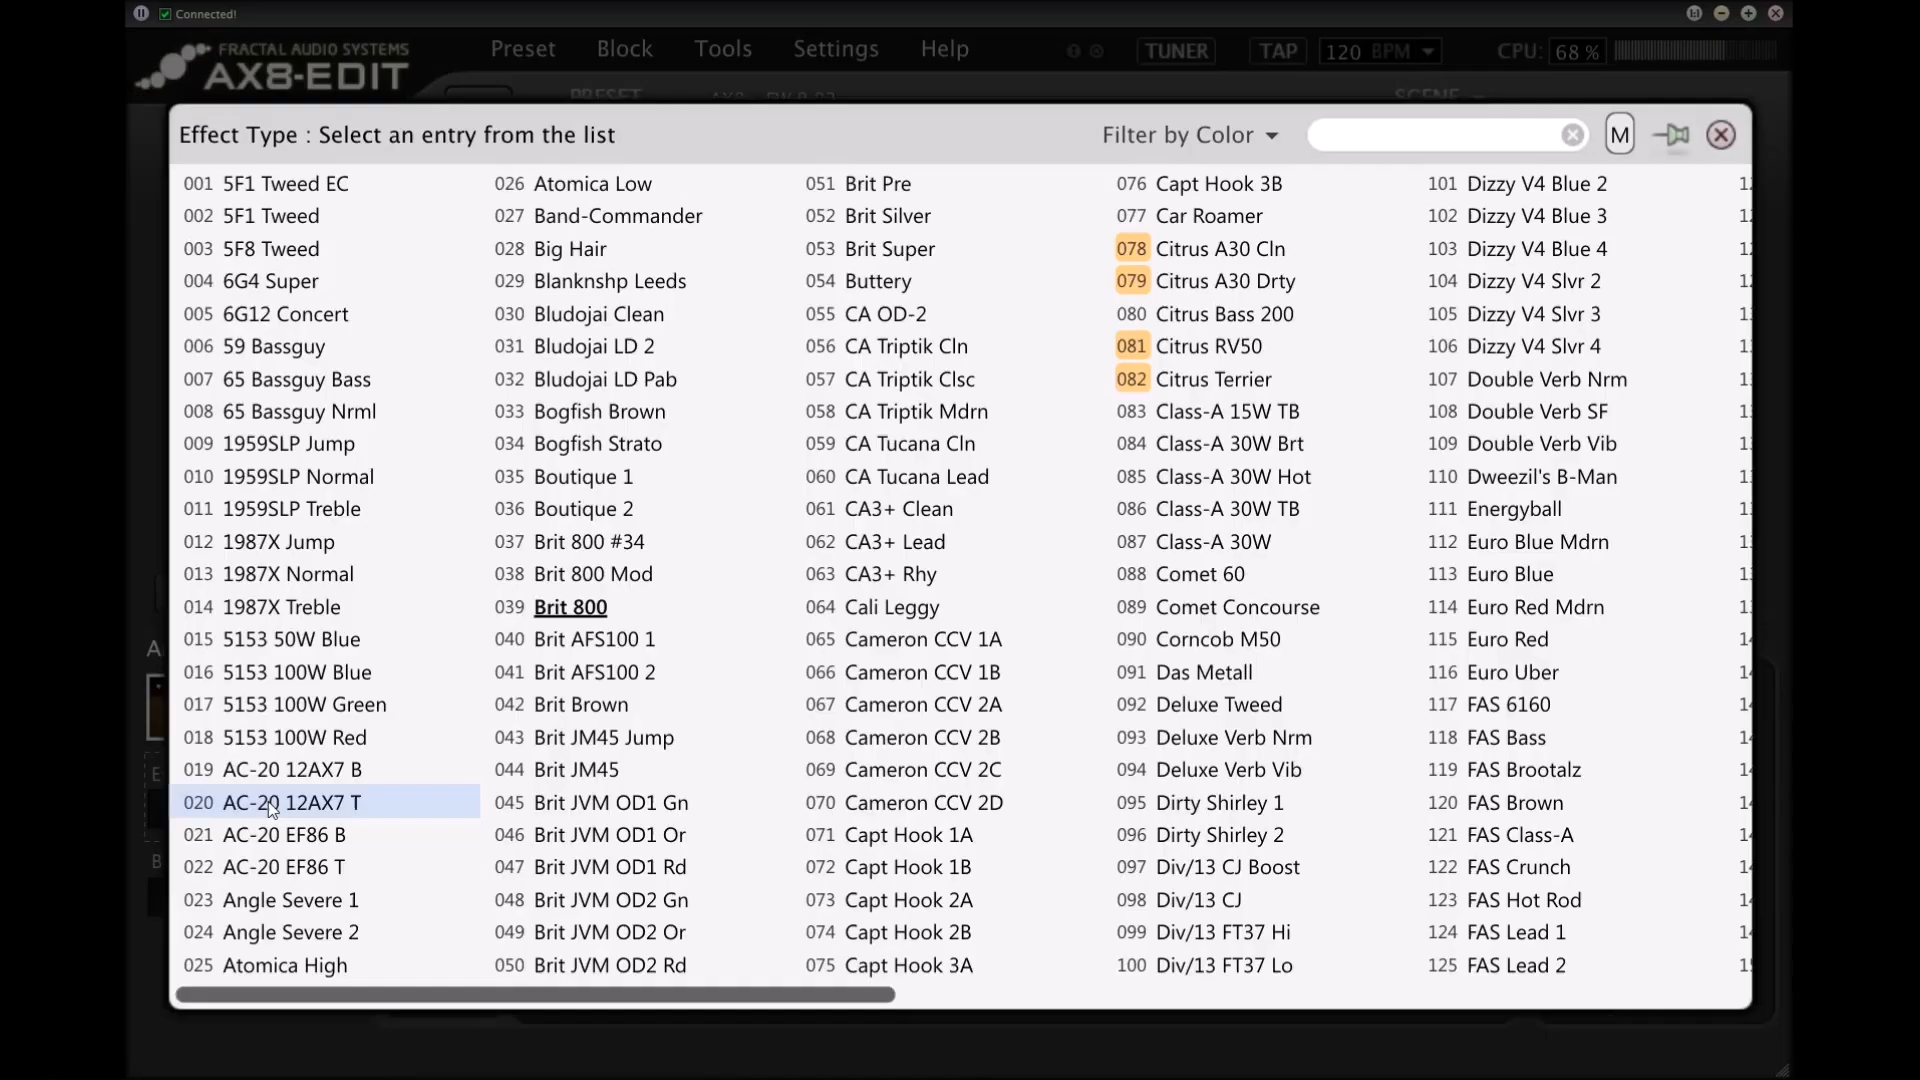 Connected!
FRACTAL AUDIO SYSTEMS
AX8-EDIT
Preset Block Tools Settings Help
TUNER TAP 120 BPM CPU: 68 %
PRESET SCENE
Effect Type : Select an entry from the list
Filter by Color
M
001 5F1 Tweed EC
002 5F1 Tweed
003 5F8 Tweed
004 6G4 Super
005 6G12 Concert
006 59 Bassguy
007 65 Bassguy Bass
008 65 Bassguy Nrml
009 1959SLP Jump
010 1959SLP Normal
011 1959SLP Treble
012 1987X Jump
013 1987X Normal
014 1987X Treble
015 5153 50W Blue
016 5153 100W Blue
017 5153 100W Green
018 5153 100W Red
019 AC-20 12AX7 B
020 AC-20 12AX7 T
021 AC-20 EF86 B
022 AC-20 EF86 T
023 Angle Severe 1
024 Angle Severe 2
025 Atomica High
026 Atomica Low
027 Band-Commander
028 Big Hair
029 Blanknshp Leeds
030 Bludojai Clean
031 Bludojai LD 2
032 Bludojai LD Pab
033 Bogfish Brown
034 Bogfish Strato
035 Boutique 1
036 Boutique 2
037 Brit 800 #34
038 Brit 800 Mod
039 Brit 800
040 Brit AFS100 1
041 Brit AFS100 2
042 Brit Brown
043 Brit JM45 Jump
044 Brit JM45
045 Brit JVM OD1 Gn
046 Brit JVM OD1 Or
047 Brit JVM OD1 Rd
048 Brit JVM OD2 Gn
049 Brit JVM OD2 Or
050 Brit JVM OD2 Rd
051 Brit Pre
052 Brit Silver
053 Brit Super
054 Buttery
055 CA OD-2
056 CA Triptik Cln
057 CA Triptik Clsc
058 CA Triptik Mdrn
059 CA Tucana Cln
060 CA Tucana Lead
061 CA3+ Clean
062 CA3+ Lead
063 CA3+ Rhy
064 Cali Leggy
065 Cameron CCV 1A
066 Cameron CCV 1B
067 Cameron CCV 2A
068 Cameron CCV 2B
069 Cameron CCV 2C
070 Cameron CCV 2D
071 Capt Hook 1A
072 Capt Hook 1B
073 Capt Hook 2A
074 Capt Hook 2B
075 Capt Hook 3A
076 Capt Hook 3B
077 Car Roamer
078 Citrus A30 Cln
079 Citrus A30 Drty
080 Citrus Bass 200
081 Citrus RV50
082 Citrus Terrier
083 Class-A 15W TB
084 Class-A 30W Brt
085 Class-A 30W Hot
086 Class-A 30W TB
087 Class-A 30W
088 Comet 60
089 Comet Concourse
090 Corncob M50
091 Das Metall
092 Deluxe Tweed
093 Deluxe Verb Nrm
094 Deluxe Verb Vib
095 Dirty Shirley 1
096 Dirty Shirley 2
097 Div/13 CJ Boost
098 Div/13 CJ
099 Div/13 FT37 Hi
100 Div/13 FT37 Lo
101 Dizzy V4 Blue 2
102 Dizzy V4 Blue 3
103 Dizzy V4 Blue 4
104 Dizzy V4 Slvr 2
105 Dizzy V4 Slvr 3
106 Dizzy V4 Slvr 4
107 Double Verb Nrm
108 Double Verb SF
109 Double Verb Vib
110 Dweezil's B-Man
111 Energyball
112 Euro Blue Mdrn
113 Euro Blue
114 Euro Red Mdrn
115 Euro Red
116 Euro Uber
117 FAS 6160
118 FAS Bass
119 FAS Brootalz
120 FAS Brown
121 FAS Class-A
122 FAS Crunch
123 FAS Hot Rod
124 FAS Lead 1
125 FAS Lead 2